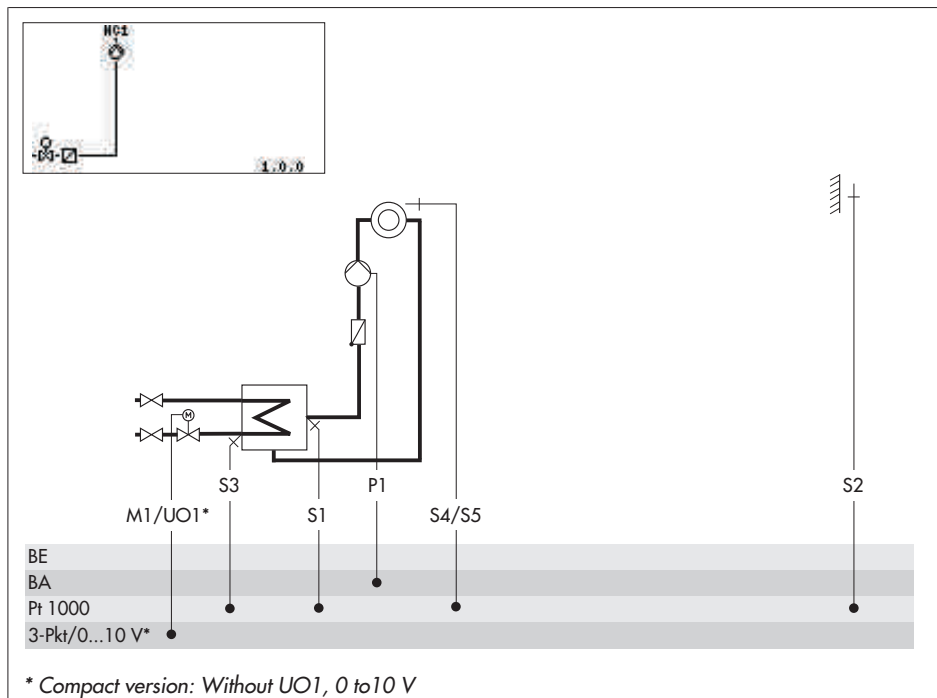 HC1
1.0.0
M
S3
P1
S2
M1/UO1*
S1
S4/S5
BE
BA
Pt 1000
3-Pkt/0...10 V*
* Compact version: Without UO1, 0 to10 V